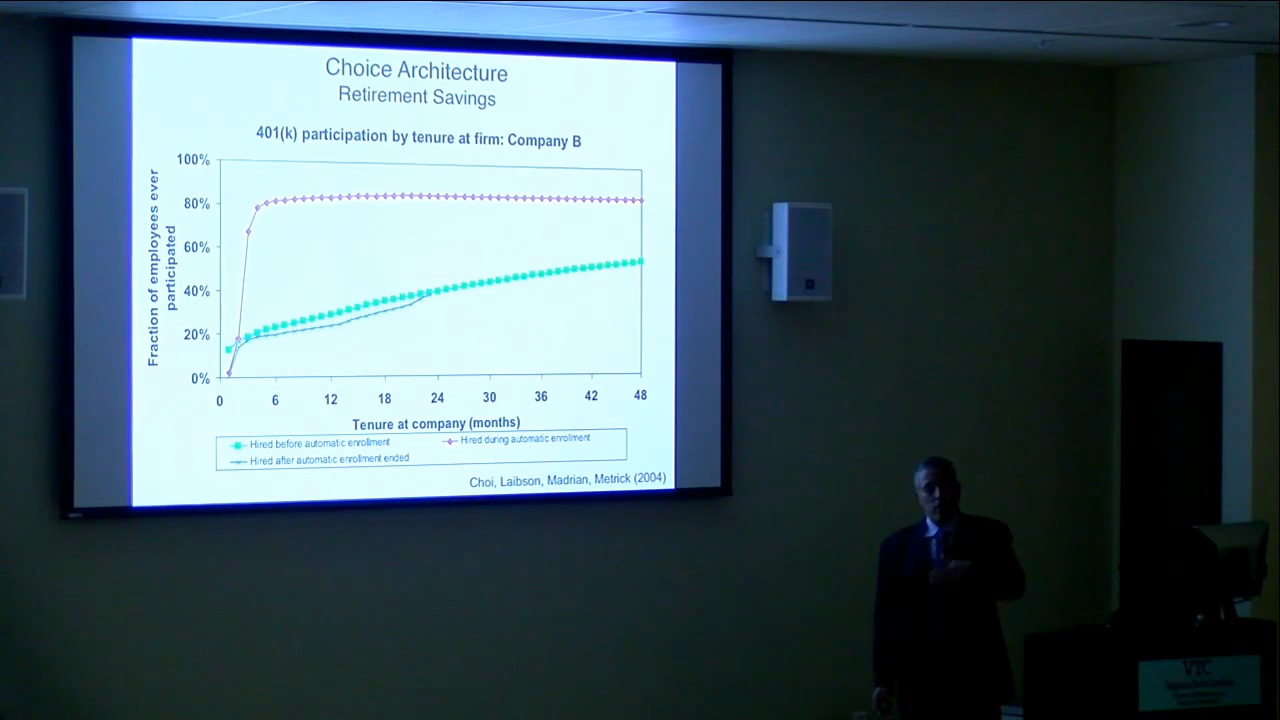 Choice Architecture
Retirement Savings
401(k) participation by tenure at firm: Company B
Fraction of employees ever
participated
100%
80%
60%
40%
20%
0%
0 6 12 18 24 30 36 42 48
Tenure at company (months)
Hired before automatic enrollment
Hired during automatic enrollment
Hired after automatic enrollment ended
Choi, Laibson, Madrian, Metrick (2004)
VTC